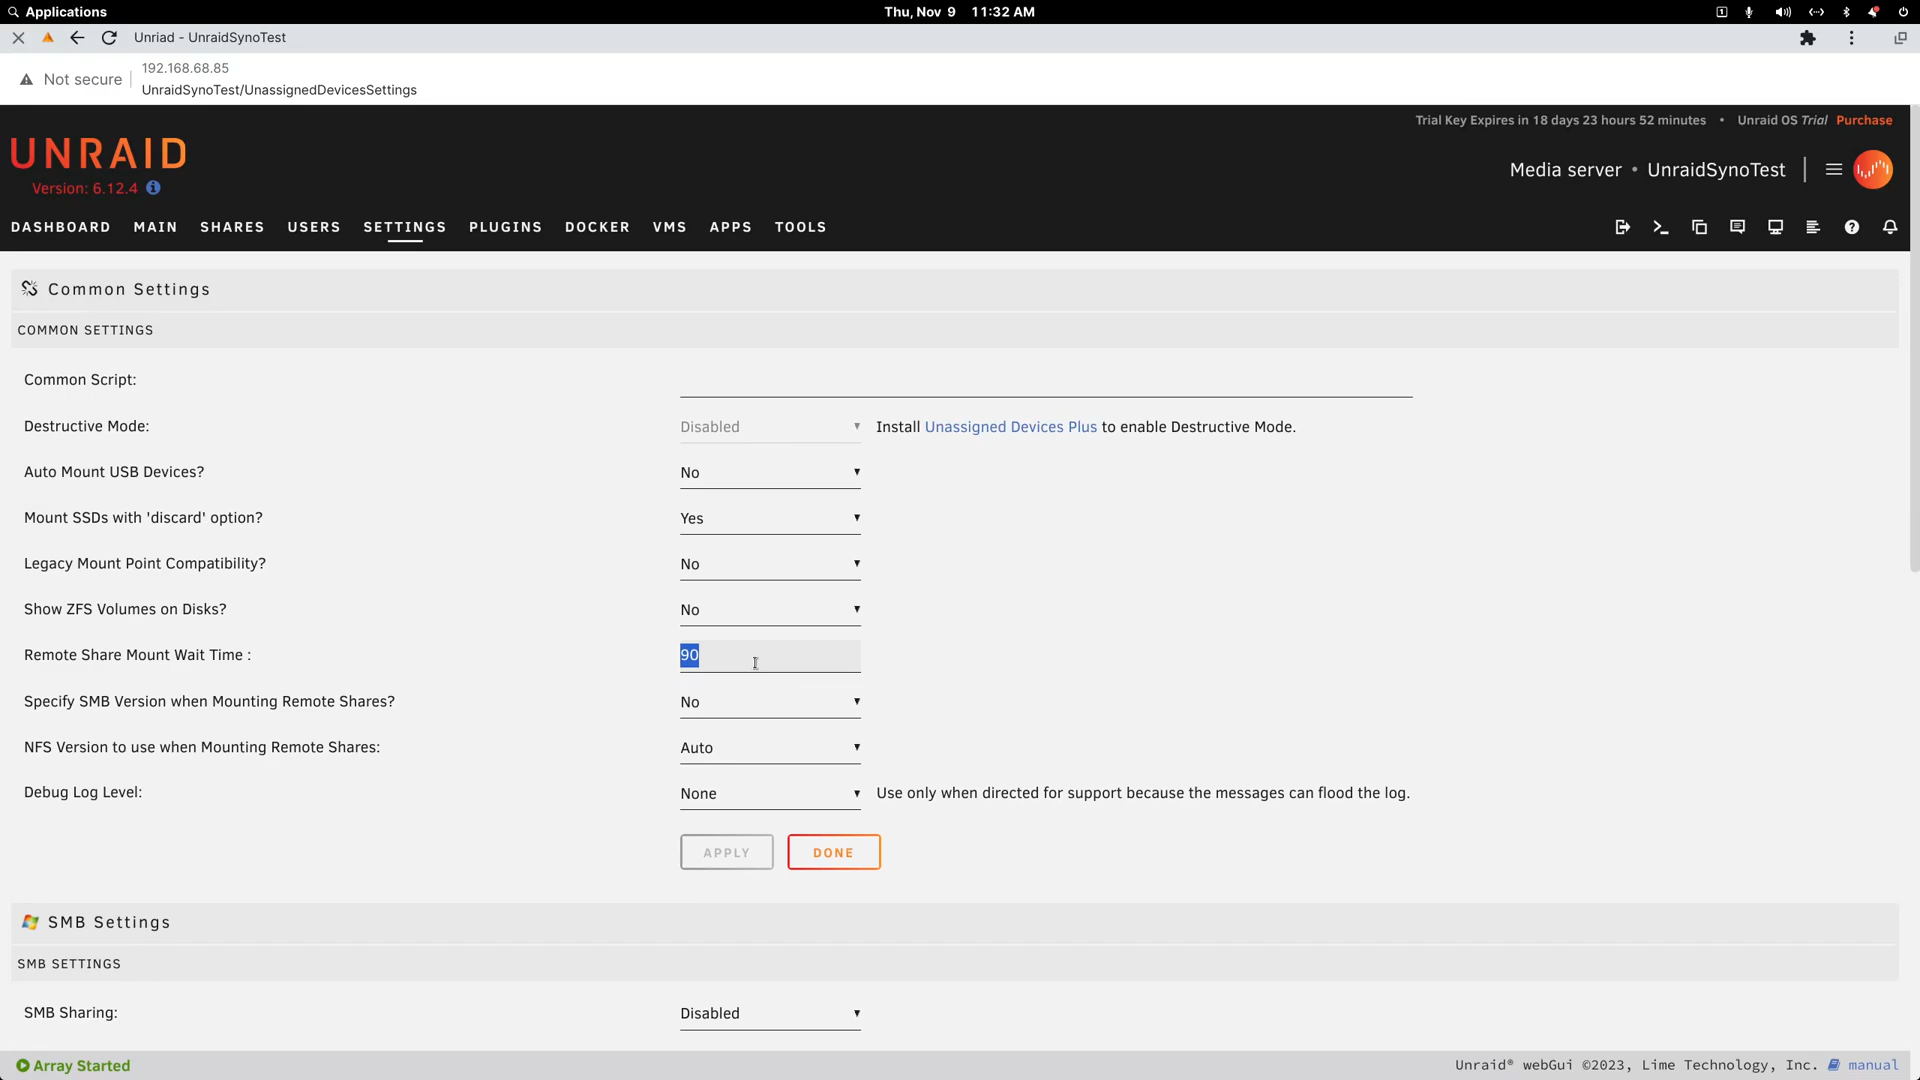 Applications
Thu, Nov 9 11:32 AM
1
Unriad - UnraidSynoTest
Not secure
192.168.68.85
UnraidSynoTest/UnassignedDevicesSettings
Trial Key Expires in 18 days 23 hours 52 minutes • Unraid OS Trial Purchase
UNRAID
Version: 6.12.4
Media server • UnraidSynoTest
DASHBOARD MAIN SHARES USERS SETTINGS PLUGINS DOCKER VMS APPS TOOLS
Common Settings
COMMON SETTINGS
Common Script:
Destructive Mode: Disabled Install Unassigned Devices Plus to enable Destructive Mode.
Auto Mount USB Devices? No
Mount SSDs with 'discard' option? Yes
Legacy Mount Point Compatibility? No
Show ZFS Volumes on Disks? No
Remote Share Mount Wait Time : 90
Specify SMB Version when Mounting Remote Shares? No
NFS Version to use when Mounting Remote Shares: Auto
Debug Log Level: None Use only when directed for support because the messages can flood the log.
APPLY DONE
SMB Settings
SMB SETTINGS
SMB Sharing: Disabled
Array Started
Unraid® webGui ©2023, Lime Technology, Inc. manual